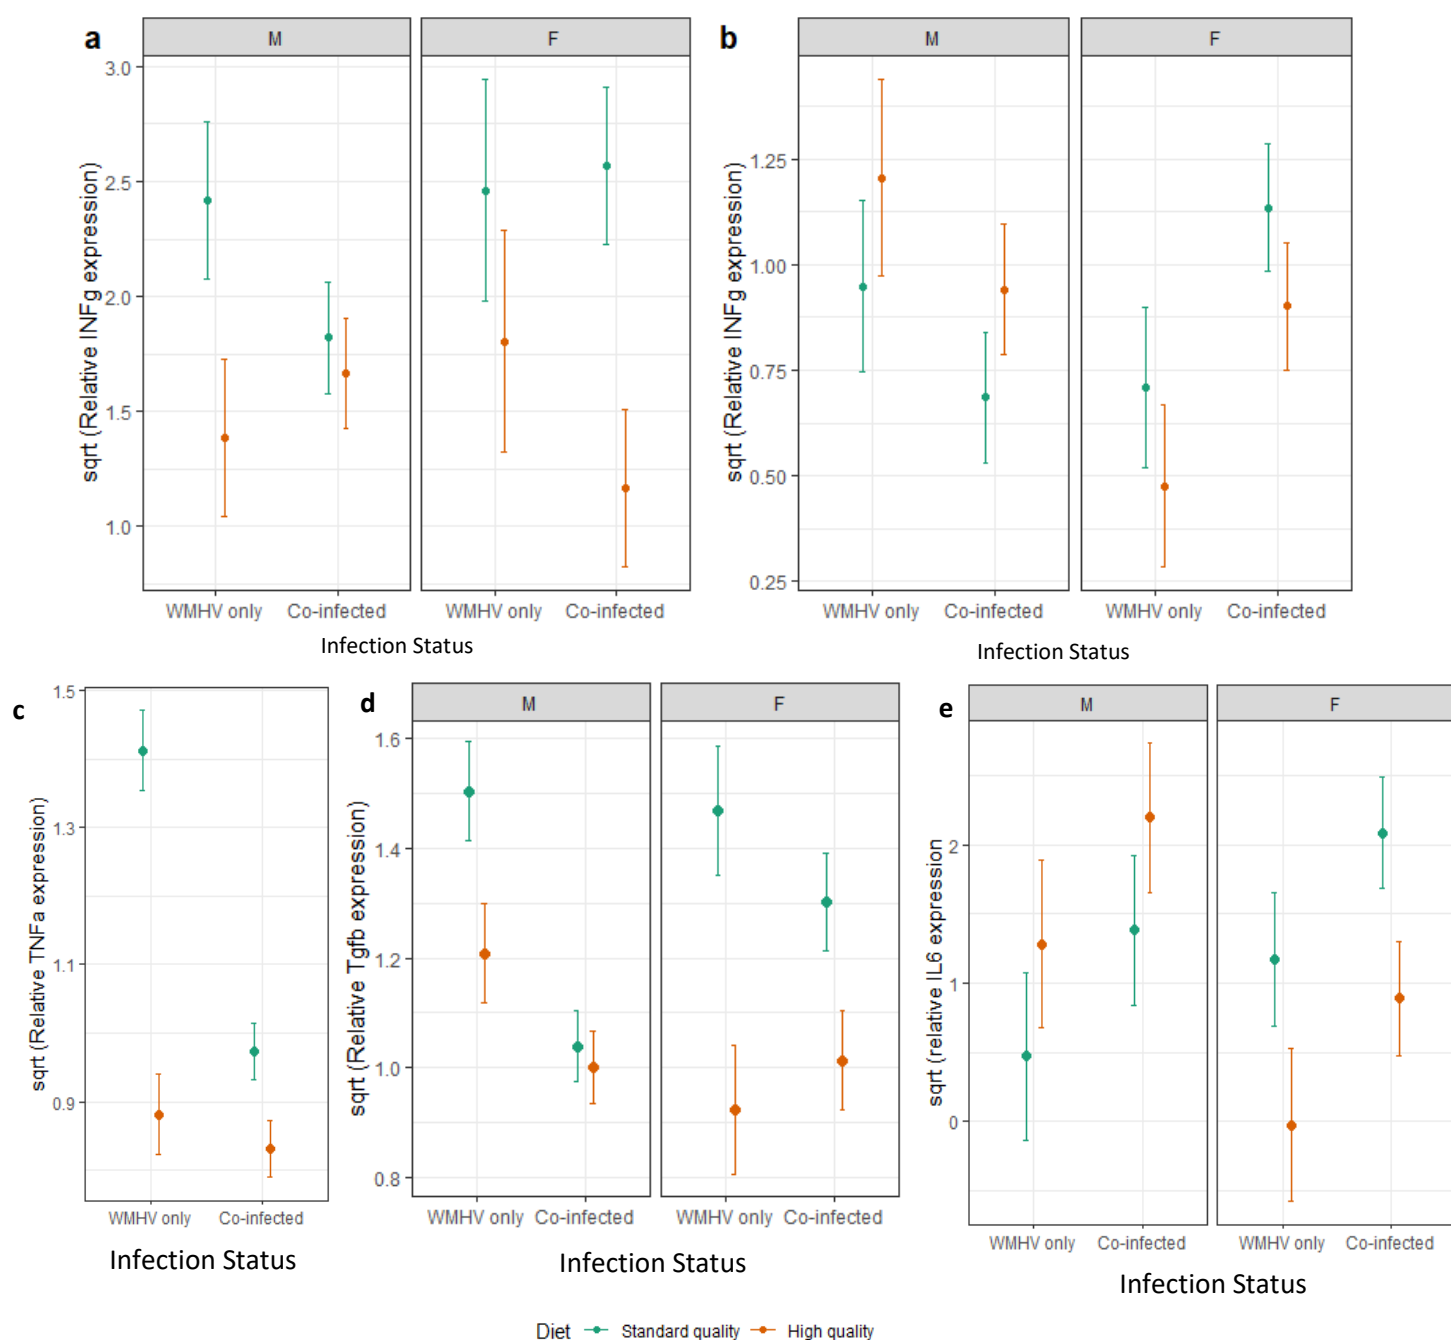 a
M
F
sqrt (Relative INFg expression)
3.0
2.5
2.0
1.5
1.0
WMHV only
Co-infected
WMHV only
Co-infected
Infection Status
b
M
F
sqrt (Relative INFg expression)
1.25
1.00
0.75
0.50
0.25
WMHV only
Co-infected
WMHV only
Co-infected
Infection Status
c
sqrt (Relative TNFa expression)
1.5
1.3
1.1
0.9
WMHV only
Co-infected
Infection Status
d
M
F
sqrt (Relative Tgfb expression)
1.6
1.4
1.2
1.0
0.8
WMHV only
Co-infected
WMHV only
Co-infected
Infection Status
e
M
F
sqrt (relative IL6 expression
2
1
0
WMHV only
Co-infected
WMHV only
Co-infected
Infection Status
Diet Standard quality High quality